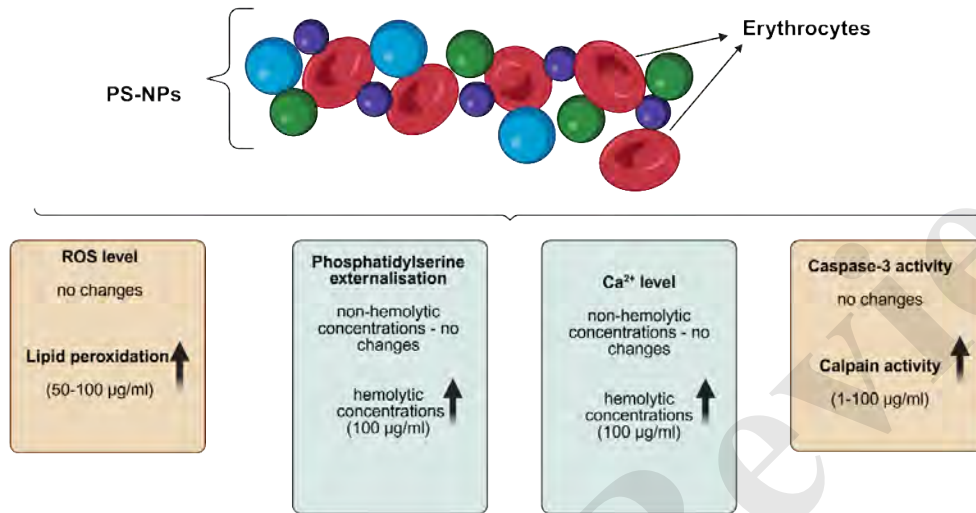 Erythrocytes
PS-NPs
ROS level
no changes
Lipid peroxidation
(50-100 µg/ml)
Phosphatidylserine
externalisation
non-hemolytic
concentrations - no
changes
hemolytic
concentrations
(100 µg/ml)
Ca²⁺ level
non-hemolytic
concentrations - no
changes
hemolytic
concentrations
(100 µg/ml)
Caspase-3 activity
no changes
Calpain activity
(1-100 µg/ml)